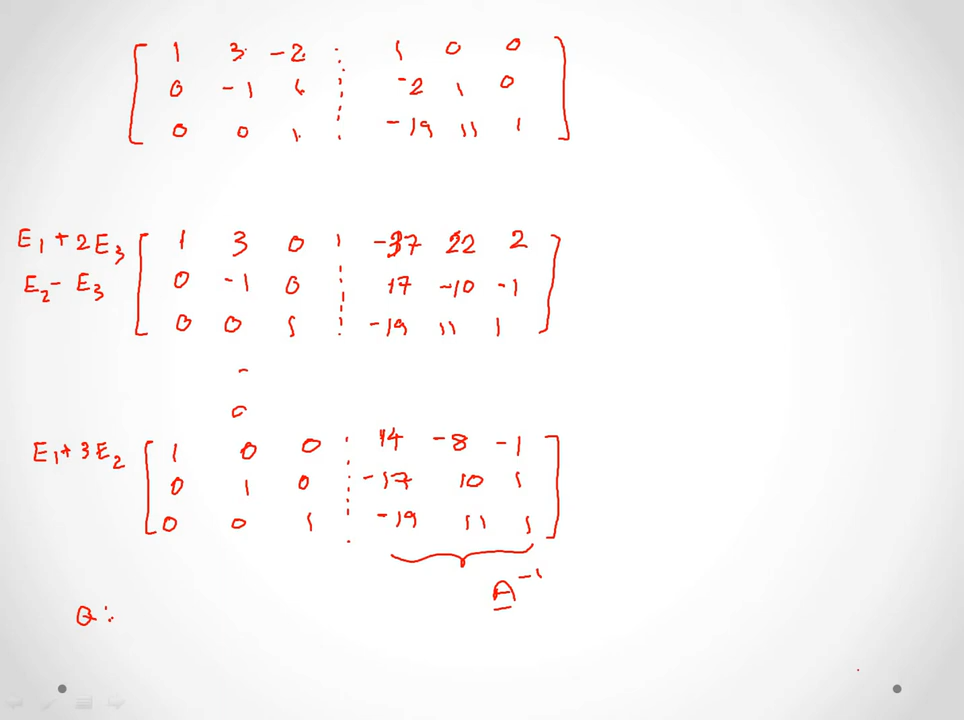 1 3 -2 1 0 0
0 -1 1 -2 1 0
0 0 1 -19 11 1
E1 + 2E3 1 3 0 -37 22 2
E2 - E3 0 -1 0 17 -10 -1
0 0 1 -19 11 1
-
0
E1 + 3E2 1 0 0 14 -8 -1
0 1 0 -17 10 1
0 0 1 -19 11 1
A⁻¹
Q: